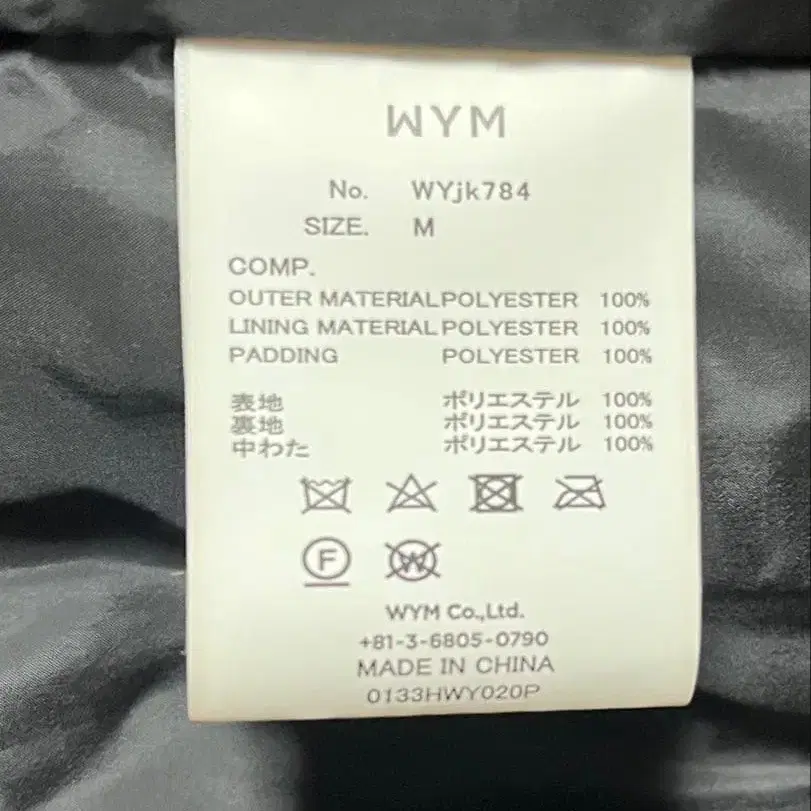 WYM
No. WYjk784
SIZE. M
COMP.
OUTER MATERIAL POLYESTER 100%
LINING MATERIAL POLYESTER 100%
PADDING POLYESTER 100%
表地 ポリエステル 100%
裏地 ポリエステル 100%
中わた ポリエステル 100%
F W
WYM Co.,Ltd.
+81-3-6805-0790
MADE IN CHINA
0133HWY020P